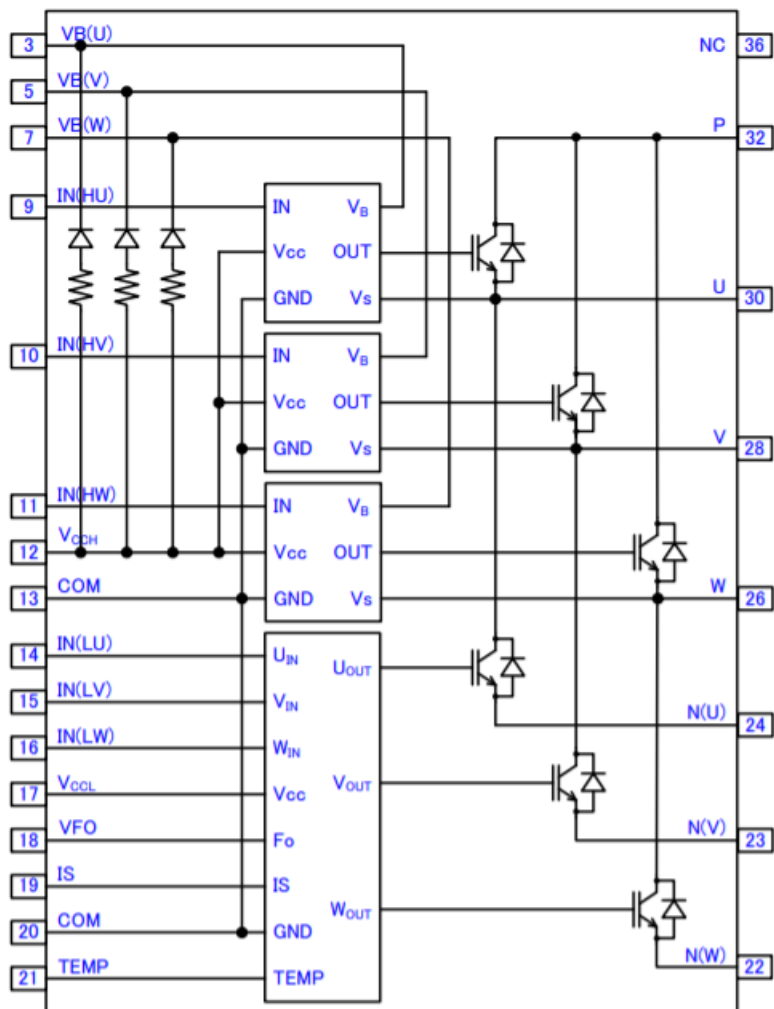 3 VB(U) NC 36
5 VB(V)
7 VB(W) P 32
9 IN(HU) IN VB
Vcc OUT
GND Vs U 30
10 IN(HV) IN VB
Vcc OUT
GND Vs V 28
11 IN(HW) IN VB
12 VCCH Vcc OUT
13 COM GND Vs W 26
14 IN(LU) UIN UOUT
15 IN(LV) VIN N(U) 24
16 IN(LW) WIN
17 VCCL Vcc VOUT
18 VFO Fo N(V) 23
19 IS IS WOUT
20 COM GND N(W) 22
21 TEMP TEMP